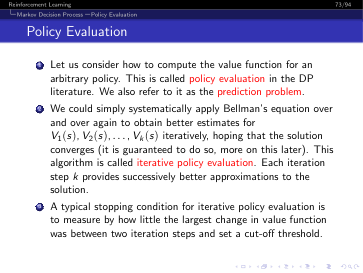 Reinforcement Learning 73/94
Markov Decision Process
Policy Evaluation
Policy Evaluation
1 Let us consider how to compute the value function for an
arbitrary policy. This is called policy evaluation in the DP
literature. We also refer to it as the prediction problem.
2 We could simply systematically apply Bellman's equation over
and over again to obtain better estimates for
V₁(s), V₂(s), . . . , Vₖ(s) iteratively, hoping that the solution
converges (it is guaranteed to do so, more on this later). This
algorithm is called iterative policy evaluation. Each iteration
step k provides successively better approximations to the
solution.
3 A typical stopping condition for iterative policy evaluation is
to measure by how little the largest change in value function
was between two iteration steps and set a cut-off threshold.